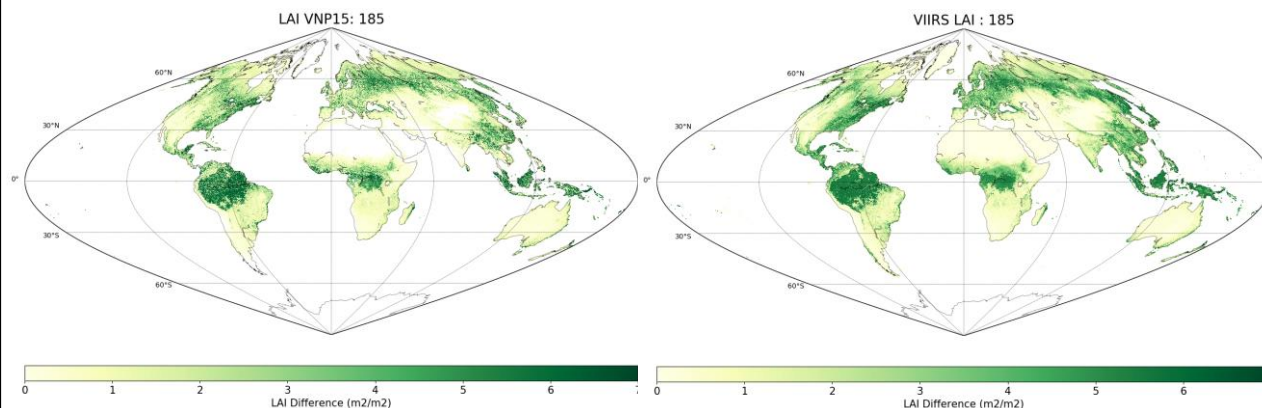 LAI VNP15: 185
60°N
30°N
0°
30°S
60°S
0 1 2 3 4 5 6 7
LAI Difference (m2/m2)
VIIRS LAI : 185
60°N
30°N
0°
30°S
60°S
0 1 2 3 4 5 6
LAI Difference (m2/m2)